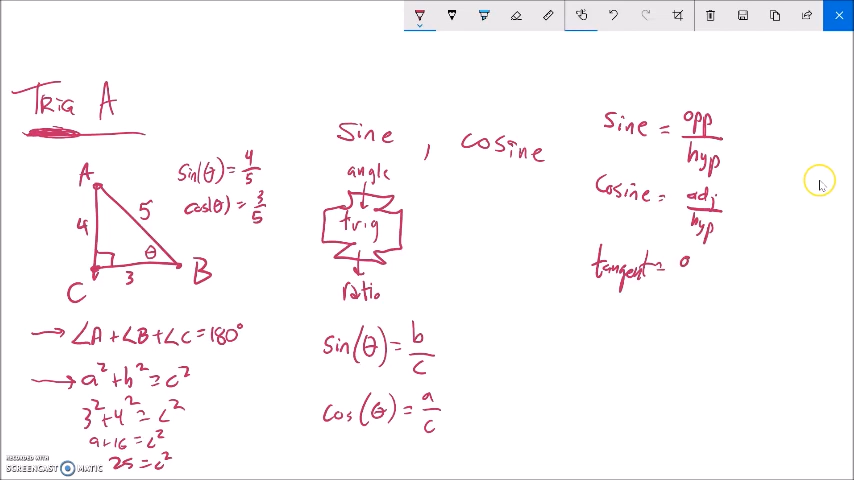 TRIG A
A
4
5
θ
C
3
B
sin(θ) = 4/5
cos(θ) = 3/5
→ ∠A + ∠B + ∠C = 180°
→ a² + b² = c²
3² + 4² = c²
9 + 16 = c²
25 = c²
sine , cosine
angle
trig
ratio
sin(θ) = b/c
cos(θ) = a/c
sine = opp/hyp
cosine = adj/hyp
tangent = o
RECORDED WITH
SCREENCAST MATIC